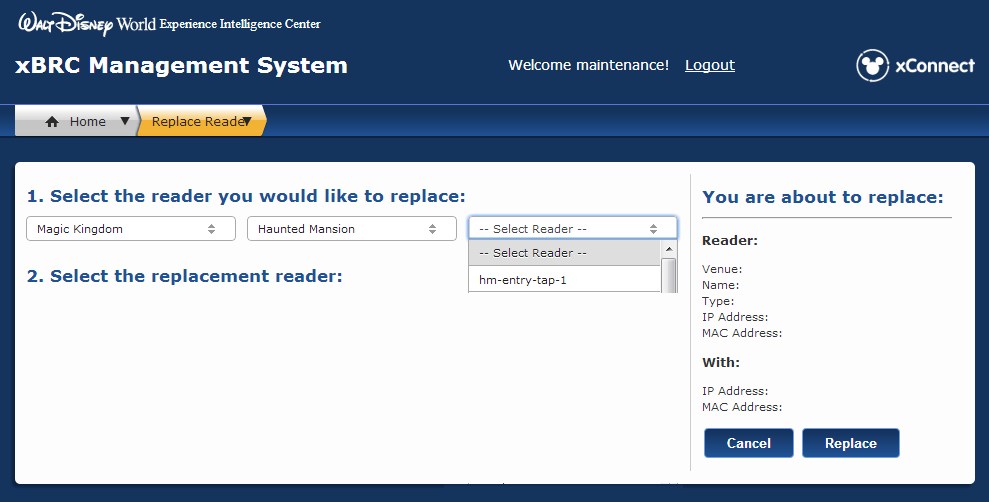 Walt Disney World Experience Intelligence Center
xBRC Management System
Welcome maintenance! Logout
xConnect
Home ▼ Replace Reader▼
1. Select the reader you would like to replace:
Magic Kingdom
Haunted Mansion
-- Select Reader --
-- Select Reader --
hm-entry-tap-1
2. Select the replacement reader:
You are about to replace:
Reader:
Venue:
Name:
Type:
IP Address:
MAC Address:
With:
IP Address:
MAC Address:
Cancel
Replace